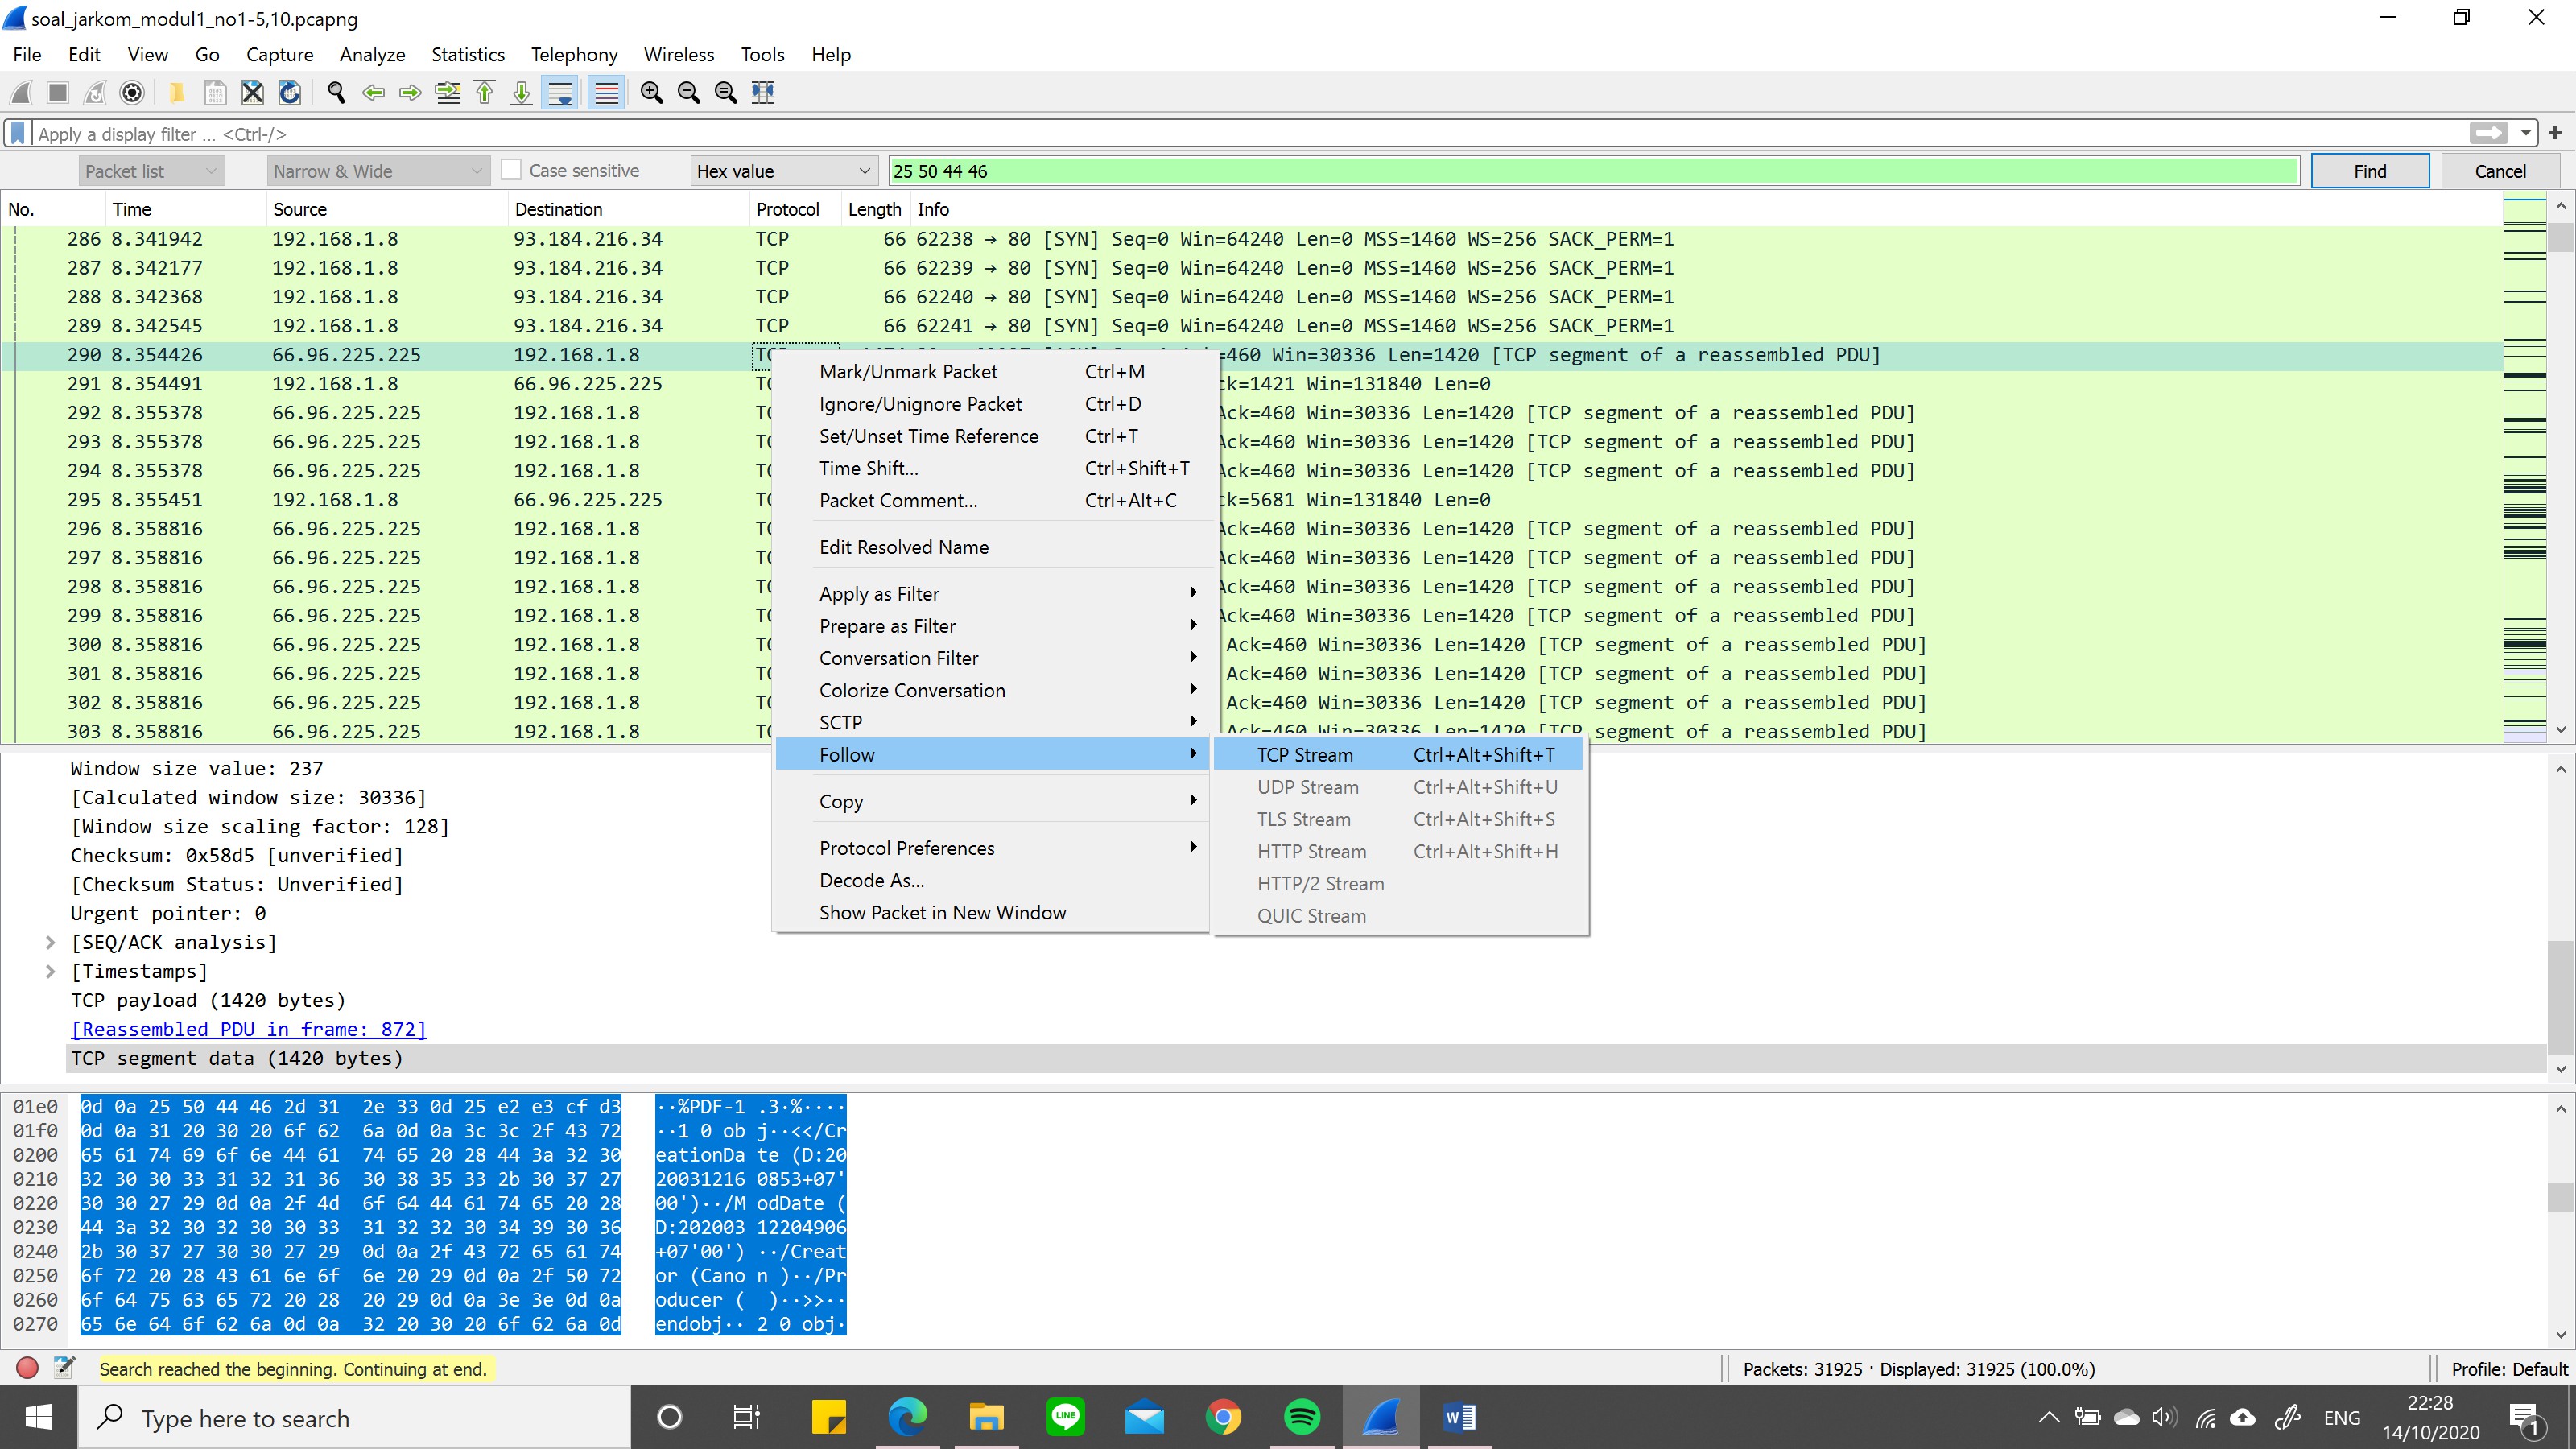 soal_jarkom_modul1_no1-5,10.pcapng
File Edit View Go Capture Analyze Statistics Telephony Wireless Tools Help
Apply a display filter ... <Ctrl-/>
Packet list Narrow & Wide Case sensitive Hex value 25 50 44 46 Find Cancel
No. Time Source Destination Protocol Length Info
286 8.341942 192.168.1.8 93.184.216.34 TCP 66 62238 → 80 [SYN] Seq=0 Win=64240 Len=0 MSS=1460 WS=256 SACK_PERM=1
287 8.342177 192.168.1.8 93.184.216.34 TCP 66 62239 → 80 [SYN] Seq=0 Win=64240 Len=0 MSS=1460 WS=256 SACK_PERM=1
288 8.342368 192.168.1.8 93.184.216.34 TCP 66 62240 → 80 [SYN] Seq=0 Win=64240 Len=0 MSS=1460 WS=256 SACK_PERM=1
289 8.342545 192.168.1.8 93.184.216.34 TCP 66 62241 → 80 [SYN] Seq=0 Win=64240 Len=0 MSS=1460 WS=256 SACK_PERM=1
290 8.354426 66.96.225.225 192.168.1.8 =460 Win=30336 Len=1420 [TCP segment of a reassembled PDU]
291 8.354491 192.168.1.8 66.96.225.225 ck=1421 Win=131840 Len=0
292 8.355378 66.96.225.225 192.168.1.8 Ack=460 Win=30336 Len=1420 [TCP segment of a reassembled PDU]
293 8.355378 66.96.225.225 192.168.1.8 Ack=460 Win=30336 Len=1420 [TCP segment of a reassembled PDU]
294 8.355378 66.96.225.225 192.168.1.8 Ack=460 Win=30336 Len=1420 [TCP segment of a reassembled PDU]
295 8.355451 192.168.1.8 66.96.225.225 ck=5681 Win=131840 Len=0
296 8.358816 66.96.225.225 192.168.1.8 Ack=460 Win=30336 Len=1420 [TCP segment of a reassembled PDU]
297 8.358816 66.96.225.225 192.168.1.8 Ack=460 Win=30336 Len=1420 [TCP segment of a reassembled PDU]
298 8.358816 66.96.225.225 192.168.1.8 Ack=460 Win=30336 Len=1420 [TCP segment of a reassembled PDU]
299 8.358816 66.96.225.225 192.168.1.8 Ack=460 Win=30336 Len=1420 [TCP segment of a reassembled PDU]
300 8.358816 66.96.225.225 192.168.1.8 Ack=460 Win=30336 Len=1420 [TCP segment of a reassembled PDU]
301 8.358816 66.96.225.225 192.168.1.8 Ack=460 Win=30336 Len=1420 [TCP segment of a reassembled PDU]
302 8.358816 66.96.225.225 192.168.1.8 Ack=460 Win=30336 Len=1420 [TCP segment of a reassembled PDU]
303 8.358816 66.96.225.225 192.168.1.8 Ack=460 Win=30336 Len=1420 [TCP segment of a reassembled PDU]
Mark/Unmark Packet Ctrl+M
Ignore/Unignore Packet Ctrl+D
Set/Unset Time Reference Ctrl+T
Time Shift... Ctrl+Shift+T
Packet Comment... Ctrl+Alt+C
Edit Resolved Name
Apply as Filter
Prepare as Filter
Conversation Filter
Colorize Conversation
SCTP
Follow
Copy
Protocol Preferences
Decode As...
Show Packet in New Window
TCP Stream Ctrl+Alt+Shift+T
UDP Stream Ctrl+Alt+Shift+U
TLS Stream Ctrl+Alt+Shift+S
HTTP Stream Ctrl+Alt+Shift+H
HTTP/2 Stream
QUIC Stream
Window size value: 237
[Calculated window size: 30336]
[Window size scaling factor: 128]
Checksum: 0x58d5 [unverified]
[Checksum Status: Unverified]
Urgent pointer: 0
[SEQ/ACK analysis]
[Timestamps]
TCP payload (1420 bytes)
[Reassembled PDU in frame: 872]
TCP segment data (1420 bytes)
01e0 0d 0a 25 50 44 46 2d 31 2e 33 0d 25 e2 e3 cf d3 ··%PDF-1 .3·%····
01f0 0d 0a 31 20 30 20 6f 62 6a 0d 0a 3c 3c 2f 43 72 ··1 0 ob j··<</Cr
0200 65 61 74 69 6f 6e 44 61 74 65 20 28 44 3a 32 30 eationDa te (D:20
0210 32 30 30 33 31 32 31 36 30 38 35 33 2b 30 37 27 20031216 0853+07'
0220 30 30 27 29 0d 0a 2f 4d 6f 64 44 61 74 65 20 28 00')··/M odDate (
0230 44 3a 32 30 32 30 30 33 31 32 32 30 34 39 30 36 D:202003 12204906
0240 2b 30 37 27 30 30 27 29 0d 0a 2f 43 72 65 61 74 +07'00') ··/Creat
0250 6f 72 20 28 43 61 6e 6f 6e 20 29 0d 0a 2f 50 72 or (Cano n )··/Pr
0260 6f 64 75 63 65 72 20 28 20 29 0d 0a 3e 3e 0d 0a oducer ( )··>>··
0270 65 6e 64 6f 62 6a 0d 0a 32 20 30 20 6f 62 6a 0d endobj·· 2 0 obj·
Search reached the beginning. Continuing at end. Packets: 31925 · Displayed: 31925 (100.0%) Profile: Default
Type here to search LINE W ENG 22:28 14/10/2020 1